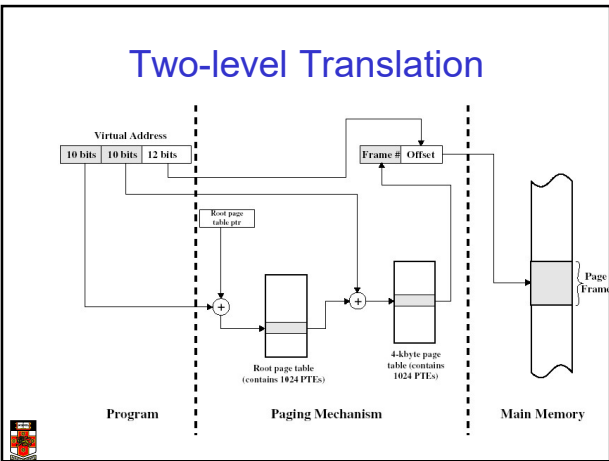 Two-level Translation
Virtual Address
10 bits 10 bits 12 bits
Frame # Offset
Root page
table ptr
+
+
Page
Frame
Root page table
(contains 1024 PTEs)
4-kbyte page
table (contains
1024 PTEs)
Program
Paging Mechanism
Main Memory